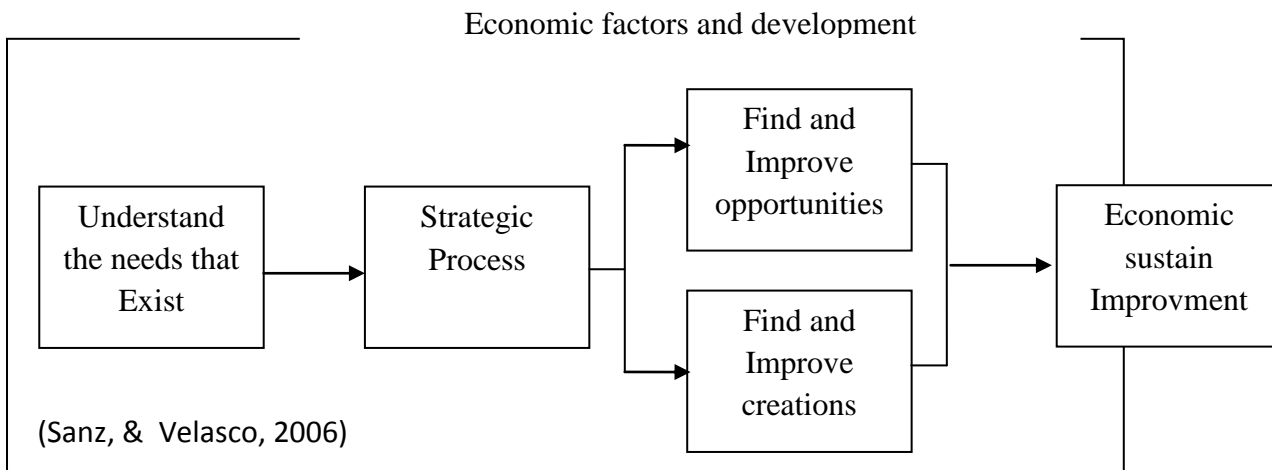 Economic factors and development
Understand
the needs that
Exist
Strategic
Process
Find and
Improve
opportunities
Find and
Improve
creations
Economic
sustain
Improvment
(Sanz, &  Velasco, 2006)